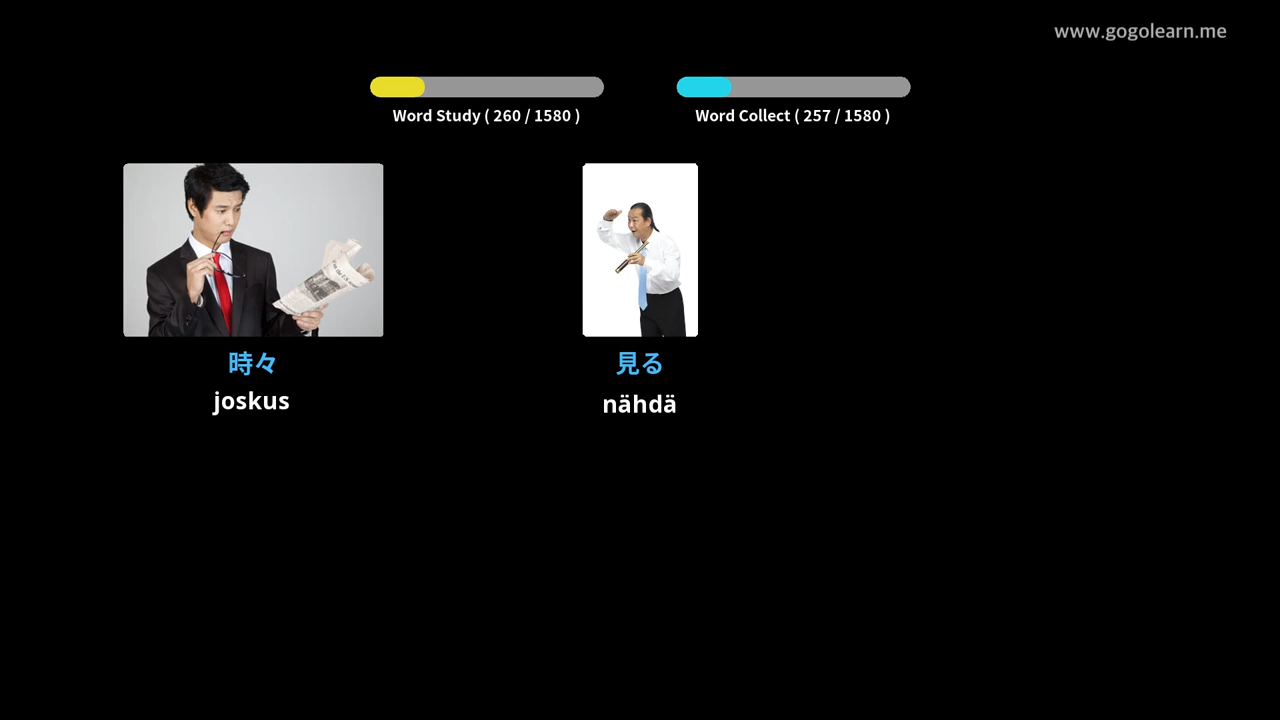 www.gogolearn.me
Word Study ( 260 / 1580 )
Word Collect ( 257 / 1580 )
時々
joskus
見る
nähdä